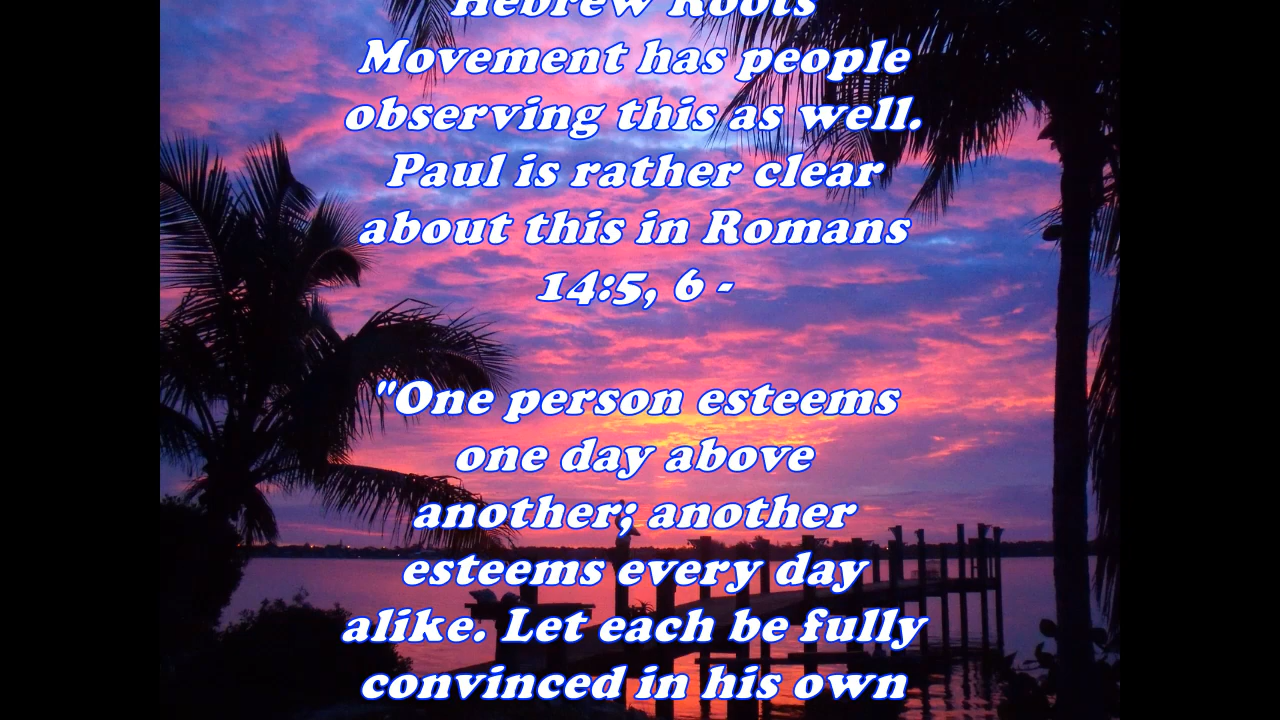 Hebrew Roots
Movement has people
observing this as well.
Paul is rather clear
about this in Romans
14:5, 6 -
"One person esteems
one day above
another; another
esteems every day
alike. Let each be fully
convinced in his own